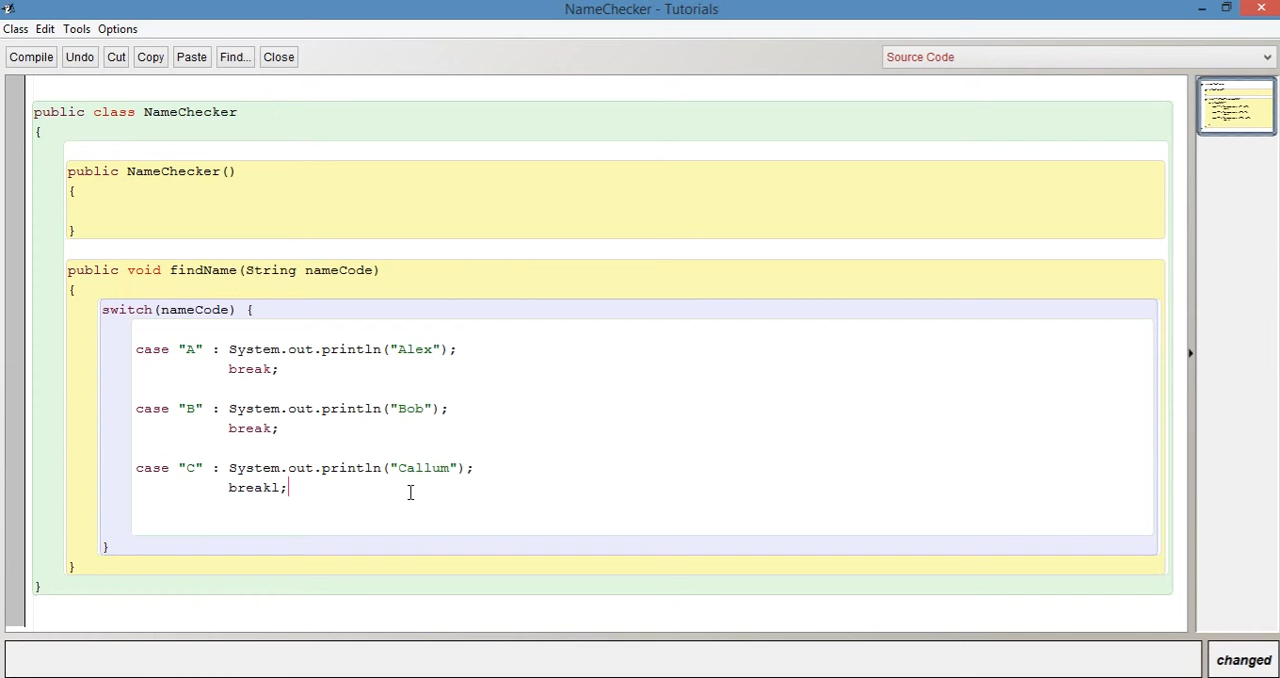 NameChecker - Tutorials
Class Edit Tools Options
Compile Undo Cut Copy Paste Find... Close Source Code
public class NameChecker
{
public NameChecker()
{
}
public void findName(String nameCode)
{
switch(nameCode) {
case "A" : System.out.println("Alex");
break;
case "B" : System.out.println("Bob");
break;
case "C" : System.out.println("Callum");
breakl;
}
}
}
changed